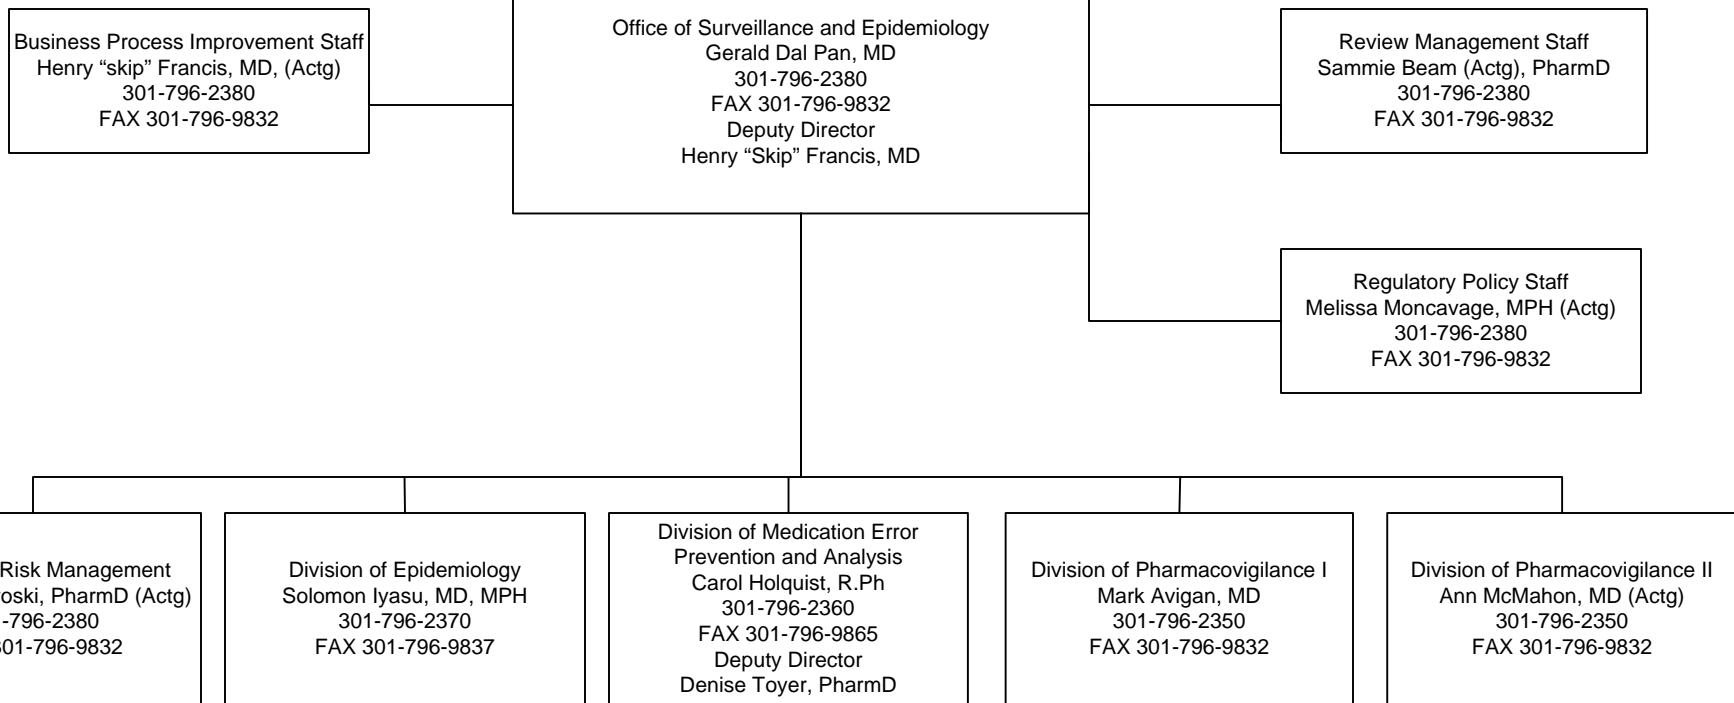 Business Process Improvement Staff
Henry “skip” Francis, MD, (Actg)
301-796-2380
FAX 301-796-9832
Office of Surveillance and Epidemiology
Gerald Dal Pan, MD
301-796-2380
FAX 301-796-9832
Deputy Director
Henry “Skip” Francis, MD
Review Management Staff
Sammie Beam (Actg), PharmD
301-796-2380
FAX 301-796-9832
Regulatory Policy Staff
Melissa Moncavage, MPH (Actg)
301-796-2380
FAX 301-796-9832
Risk Management
PharmD (Actg)
-796-2380
01-796-9832
Division of Epidemiology
Solomon Iyasu, MD, MPH
301-796-2370
FAX 301-796-9837
Division of Medication Error
Prevention and Analysis
Carol Holquist, R.Ph
301-796-2360
FAX 301-796-9865
Deputy Director
Denise Toyer, PharmD
Division of Pharmacovigilance I
Mark Avigan, MD
301-796-2350
FAX 301-796-9832
Division of Pharmacovigilance II
Ann McMahon, MD (Actg)
301-796-2350
FAX 301-796-9832